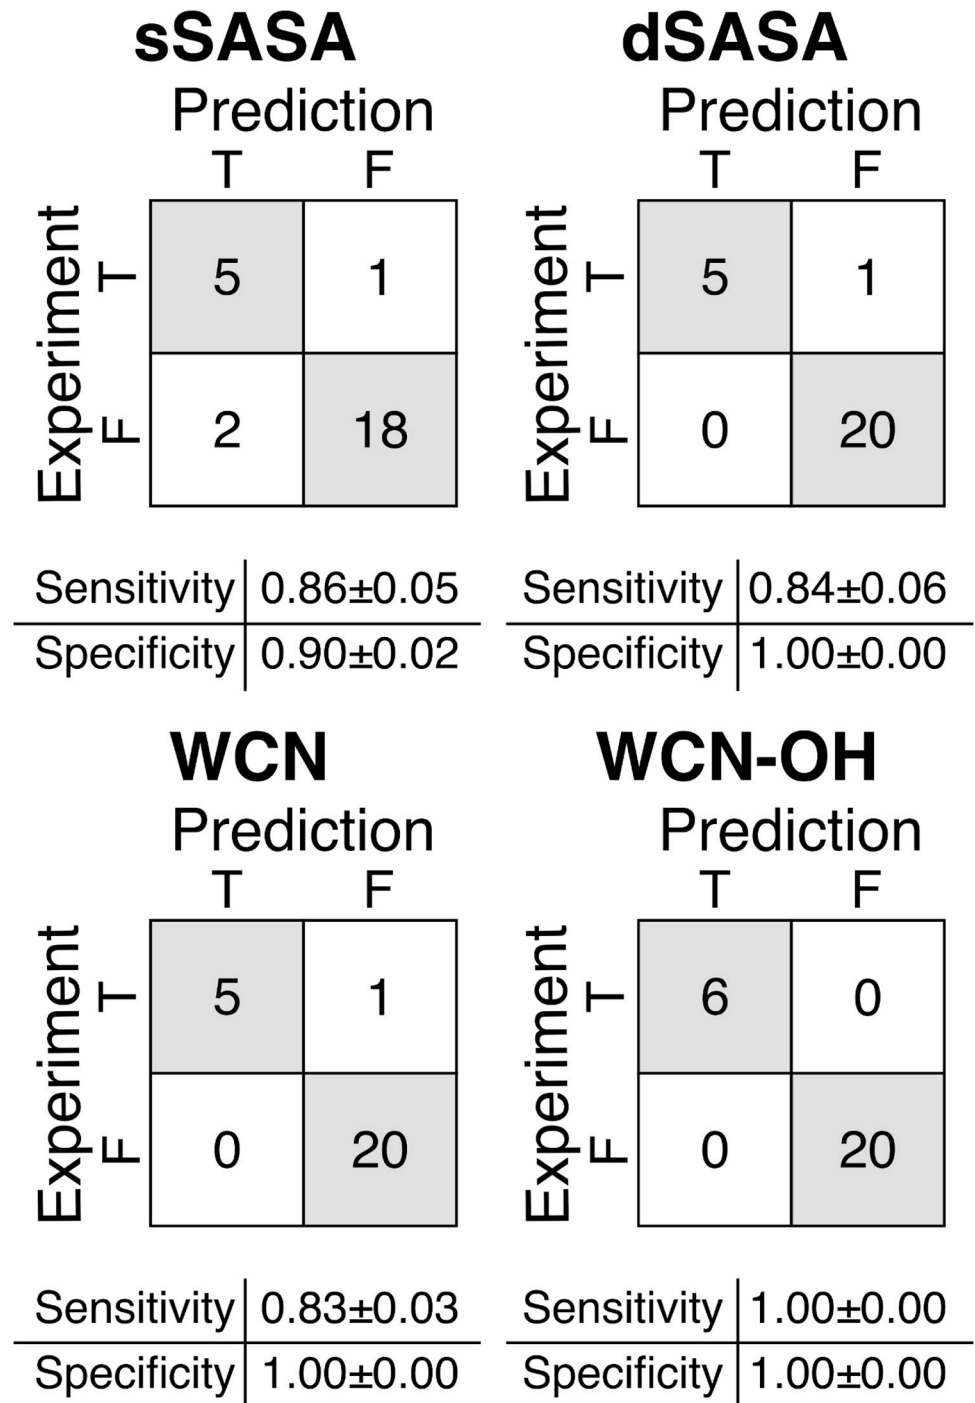 sSASA
Prediction
T F
Experiment
T 5 1
F 2 18
Sensitivity 0.86±0.05
Specificity 0.90±0.02
dSASA
Prediction
T F
Experiment
T 5 1
F 0 20
Sensitivity 0.84±0.06
Specificity 1.00±0.00
WCN
Prediction
T F
Experiment
T 5 1
F 0 20
Sensitivity 0.83±0.03
Specificity 1.00±0.00
WCN-OH
Prediction
T F
Experiment
T 6 0
F 0 20
Sensitivity 1.00±0.00
Specificity 1.00±0.00